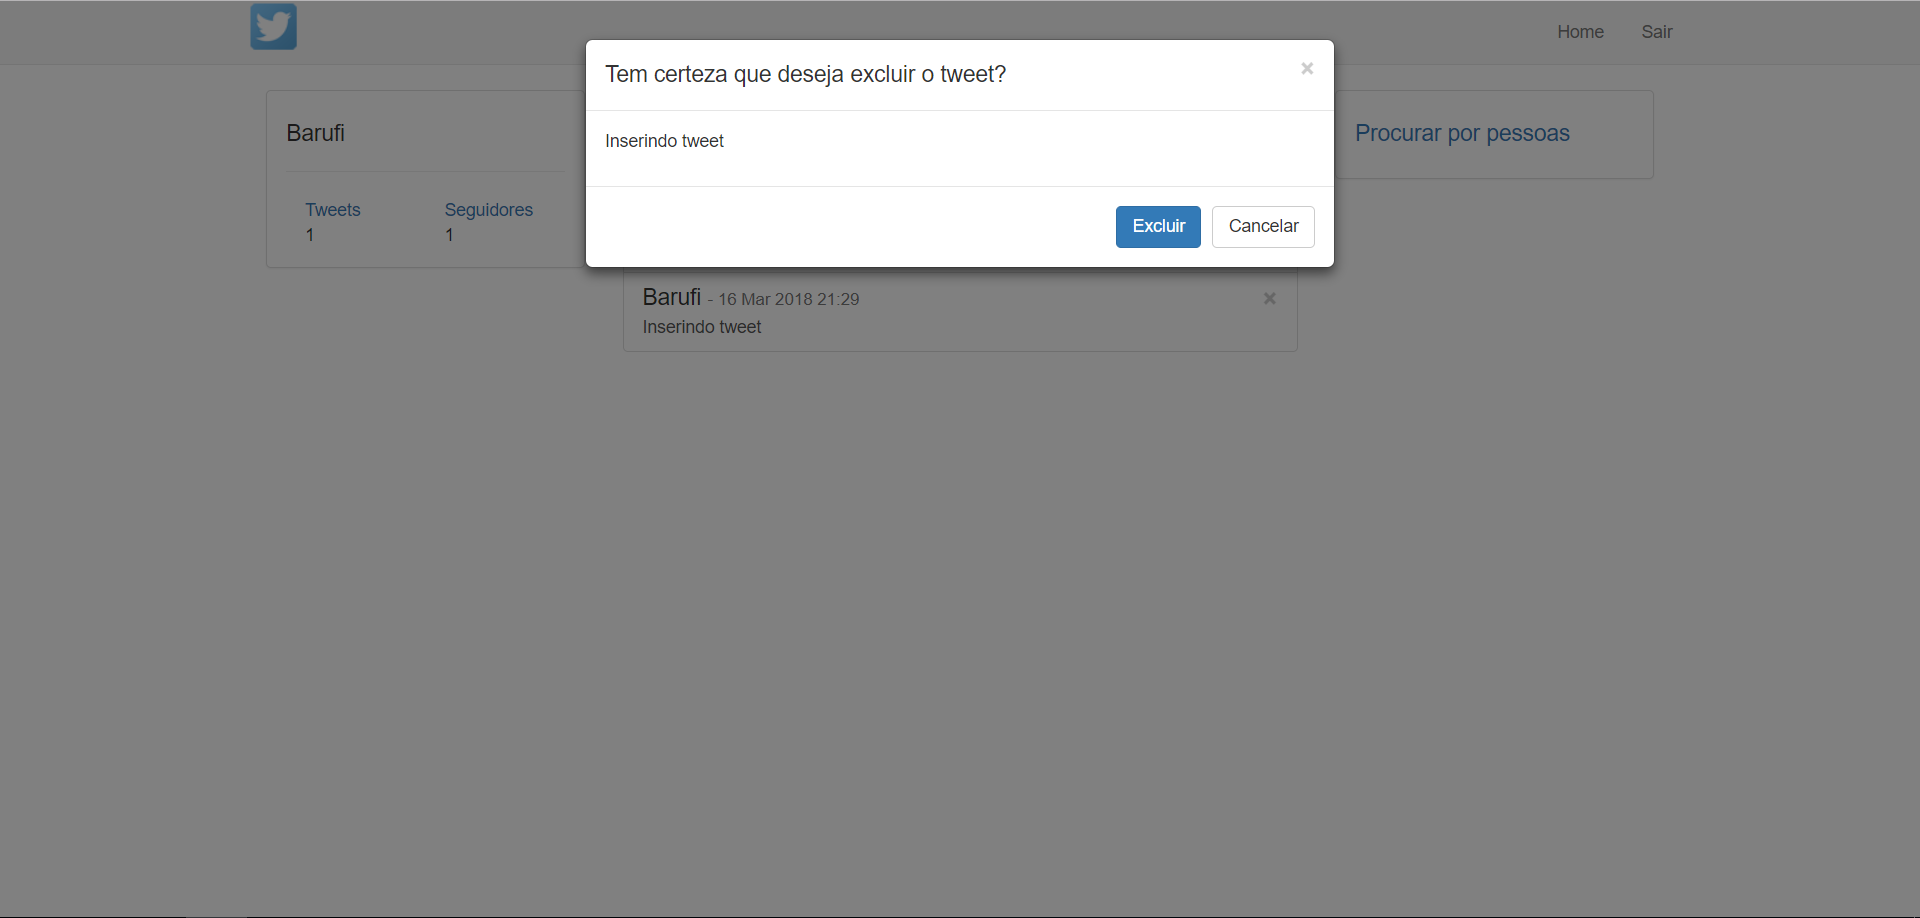 Home Sair
Tem certeza que deseja excluir o tweet? ×
Inserindo tweet
Excluir Cancelar
Barufi
Tweets Seguidores
1 1
Procurar por pessoas
Barufi - 16 Mar 2018 21:29 ×
Inserindo tweet